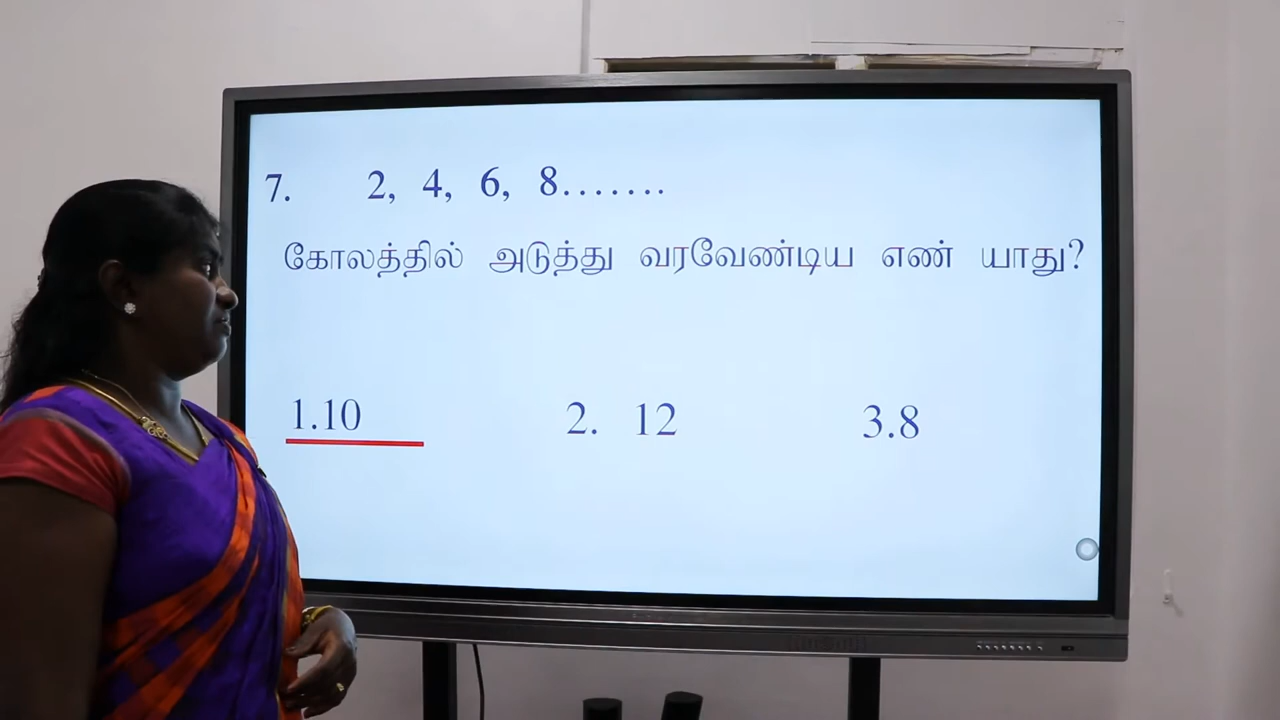 7. 2, 4, 6, 8.......
கோலத்தில் அடுத்து வரவேண்டிய எண் யாது?
1.10 2. 12 3.8